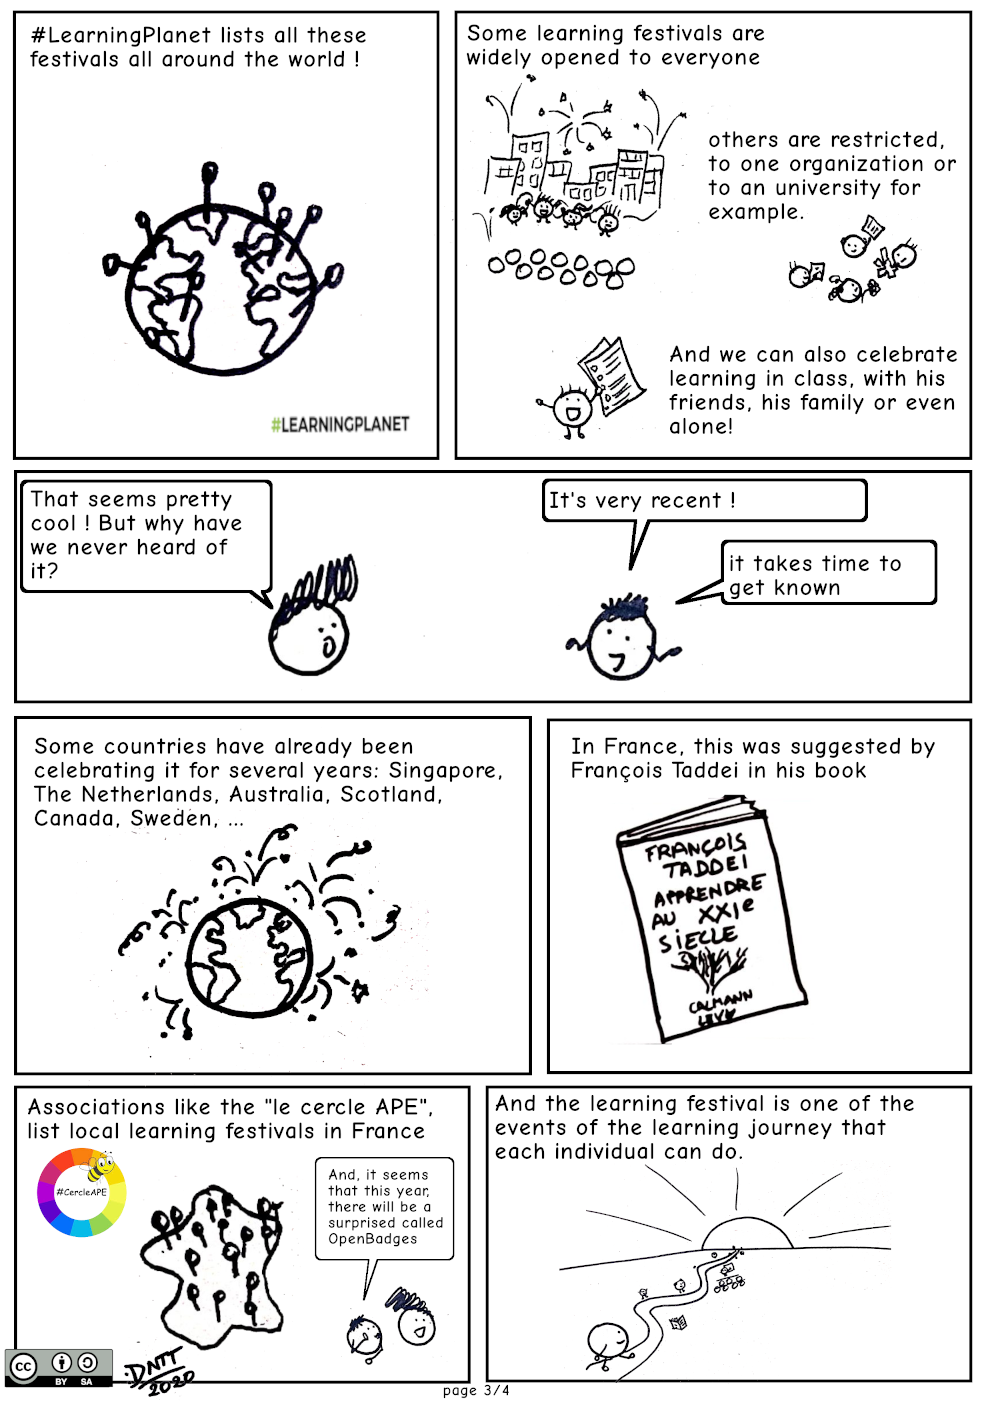 #LearningPlanet lists all these
festivals all around the world !
#LEARNINGPLANET
Some learning festivals are
widely opened to everyone
others are restricted,
to one organization or
to an university for
example.
And we can also celebrate
learning in class, with his
friends, his family or even
alone!
That seems pretty
cool ! But why have
we never heard of
it?
It's very recent !
it takes time to
get known
Some countries have already been
celebrating it for several years: Singapore,
The Netherlands, Australia, Scotland,
Canada, Sweden, ...
In France, this was suggested by
François Taddei in his book
FRANÇOIS
TADDEI
APPRENDRE
AU XXIe
SIECLE
CALMANN
LEVY
Associations like the "le cercle APE",
list local learning festivals in France
#CercleAPE
And, it seems
that this year,
there will be a
surprised called
OpenBadges
And the learning festival is one of the
events of the learning journey that
each individual can do.
CC BY SA
DNTT
2020
page 3/4